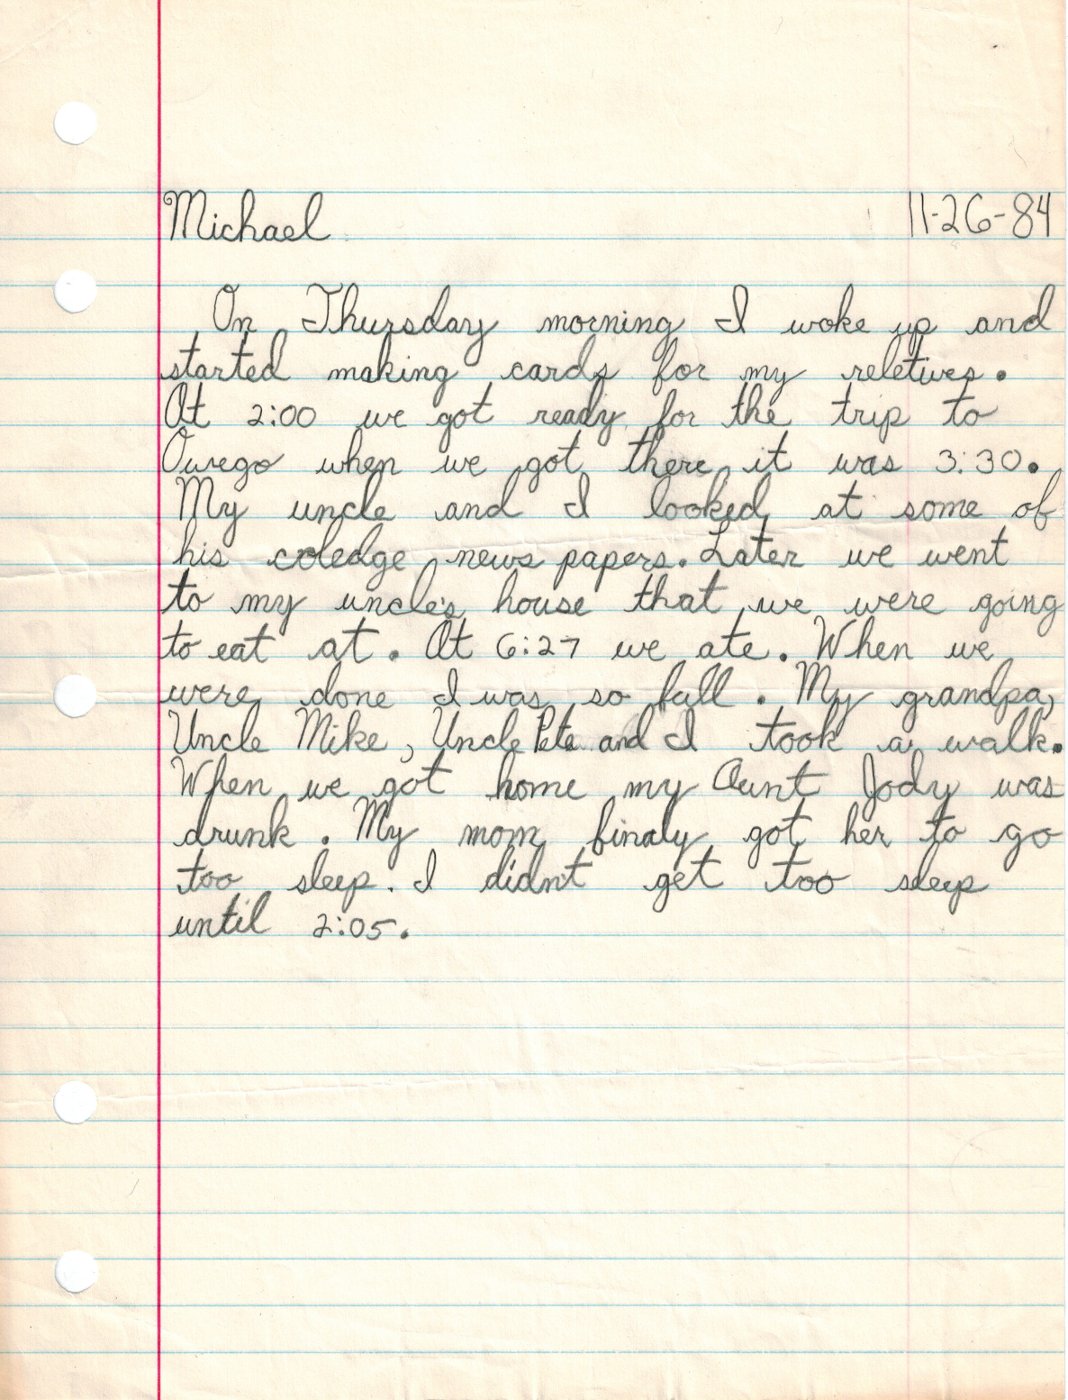 Michael 11-26-84
On Thursday morning I woke up and
started making cards for my reletives.
At 2:00 we got ready for the trip to
Owego when we got there it was 3:30.
My uncle and I looked at some of
his coledge news papers. Later we went
to my uncle's house that we were going
to eat at. At 6:27 we ate. When we
were done I was so full. My grandpa,
Uncle Mike, Uncle Pete and I took a walk.
When we got home my Aunt Jody was
drunk. My mom finaly got her to go
too sleep. I didn't get too sleep
until 2:05.